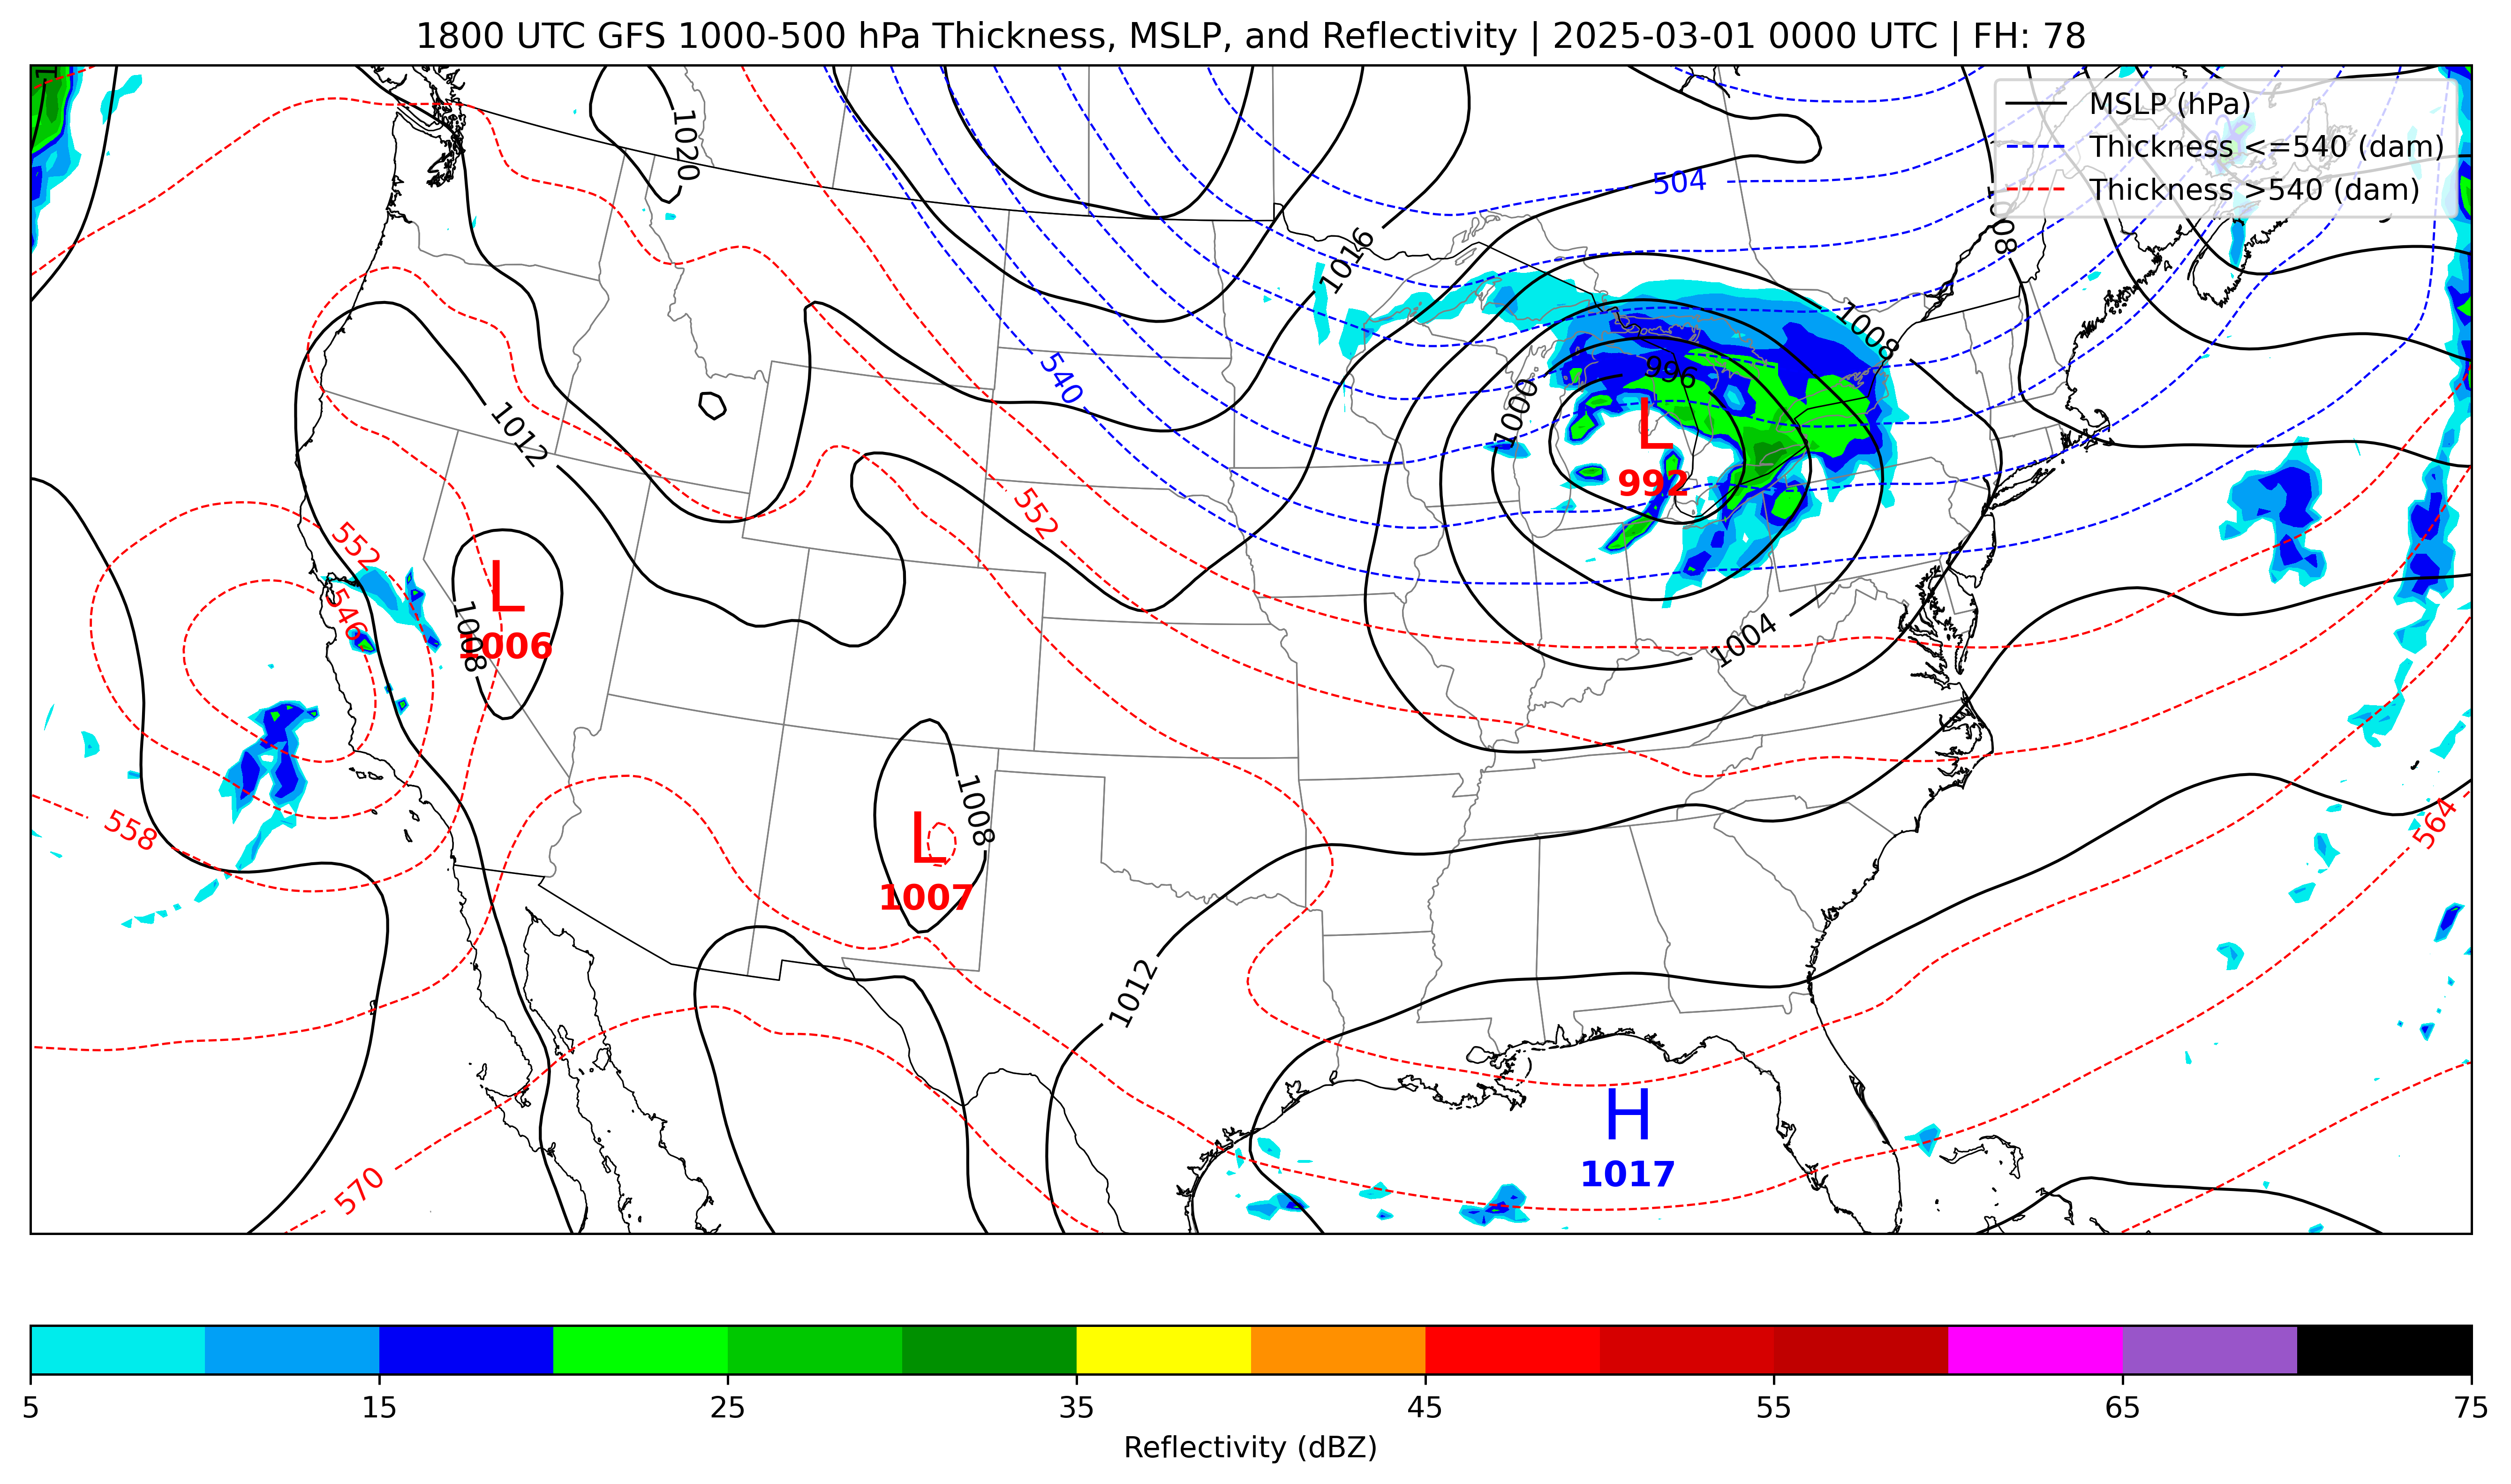 1800 UTC GFS 1000-500 hPa Thickness, MSLP, and Reflectivity | 2025-03-01 0000 UTC | FH: 78
MSLP (hPa)
Thickness <=540 (dam)
Thickness >540 (dam)
1020
504
1016
1008
1008
540
996
1000
L
992
1012
552
552
546
L
1006
1008
1004
558
1008
L
1007
564
1012
H
1017
570
5 15 25 35 45 55 65 75
Reflectivity (dBZ)